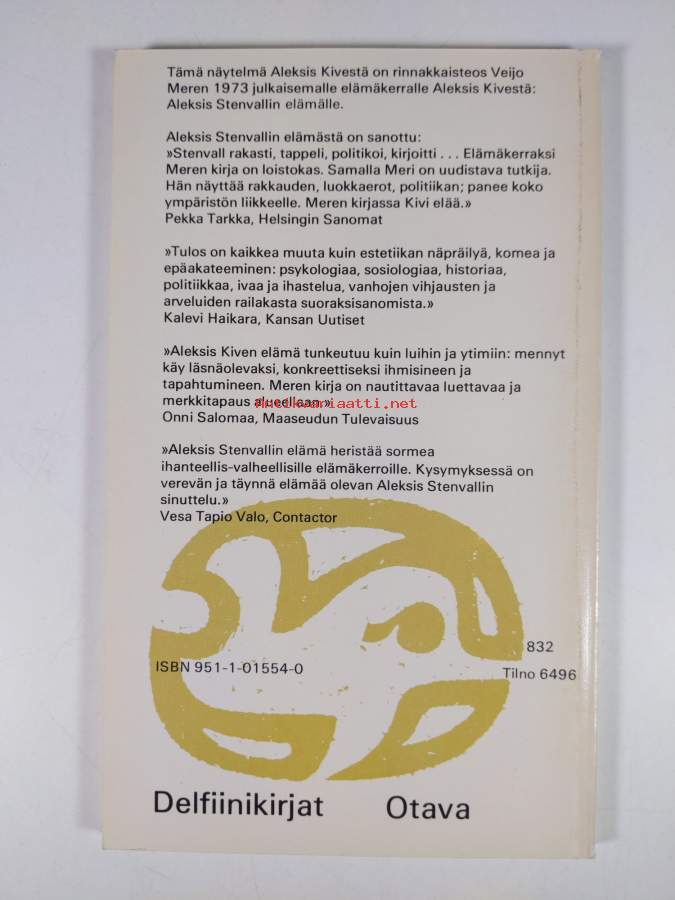 Tämä näytelmä Aleksis Kivestä on rinnakkaisteos Veijo
Meren 1973 julkaisemalle elämäkerralle Aleksis Kivestä:
Aleksis Stenvallin elämälle.
Aleksis Stenvallin elämästä on sanottu:
»Stenvall rakasti, tappeli, politikoi, kirjoitti . . . Elämäkerraksi
Meren kirja on loistokas. Samalla Meri on uudistava tutkija.
Hän näyttää rakkauden, luokkaerot, politiikan; panee koko
ympäristön liikkeelle. Meren kirjassa Kivi elää.»
Pekka Tarkka, Helsingin Sanomat
»Tulos on kaikkea muuta kuin estetiikan näpräilyä, komea ja
epäakateeminen: psykologiaa, sosiologiaa, historiaa,
politiikkaa, ivaa ja ihastelua, vanhojen vihjausten ja
arveluiden railakasta suoraksisanomista.»
Kalevi Haikara, Kansan Uutiset
»Aleksis Kiven elämä tunkeutuu kuin luihin ja ytimiin: mennyt
käy läsnäolevaksi, konkreettiseksi ihmisineen ja
tapahtumineen. Meren kirja on nautittavaa luettavaa ja
merkkitapaus alueellaan.»
Antikvariaatti.net
Onni Salomaa, Maaseudun Tulevaisuus
»Aleksis Stenvallin elämä heristää sormea
ihanteellis-valheellisille elämäkerroille. Kysymyksessä on
verevän ja täynnä elämää olevan Aleksis Stenvallin
sinuttelu.»
Vesa Tapio Valo, Contactor
832
ISBN 951-1-01554-0
Tilno 6496
Delfiinikirjat Otava